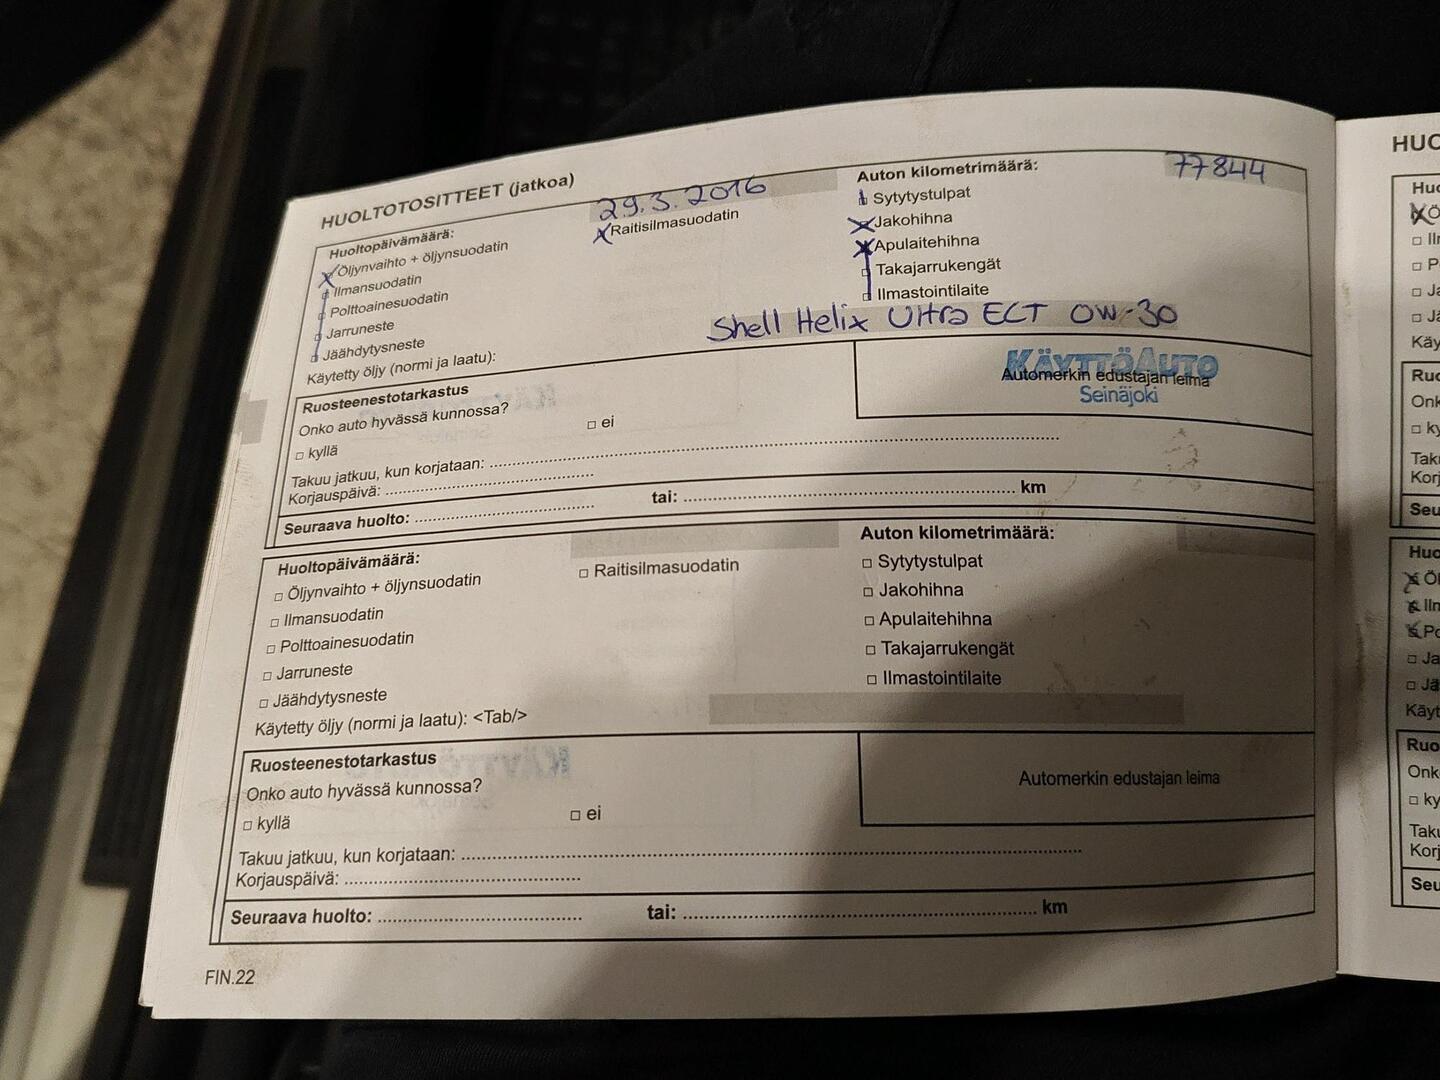 HUOLTOTOSITTEET (jatkoa)
Huoltopäivämäärä: 29.3.2016 Auton kilometrimäärä: 77844
Öljynvaihto + öljynsuodatin Raitisilmasuodatin Sytytystulpat
Ilmansuodatin Jakohihna
Polttoainesuodatin Apulaitehihna
Jarruneste Takajarrukengät
Jäähdytysneste Ilmastointilaite
Käytetty öljy (normi ja laatu): Shell Helix Ultra ECT 0W-30
Ruosteenestotarkastus
KÄYTTÖAUTO
Automerkin edustajan leima
Seinäjoki
Onko auto hyvässä kunnossa?
kyllä ei
Takuu jatkuu, kun korjataan:
Korjauspäivä:
Seuraava huolto: tai: km
Huoltopäivämäärä: Auton kilometrimäärä:
Öljynvaihto + öljynsuodatin Raitisilmasuodatin Sytytystulpat
Ilmansuodatin Jakohihna
Polttoainesuodatin Apulaitehihna
Jarruneste Takajarrukengät
Jäähdytysneste Ilmastointilaite
Käytetty öljy (normi ja laatu): <Tab/>
Ruosteenestotarkastus
Automerkin edustajan leima
Onko auto hyvässä kunnossa?
kyllä ei
Takuu jatkuu, kun korjataan:
Korjauspäivä:
Seuraava huolto: tai: km
FIN.22